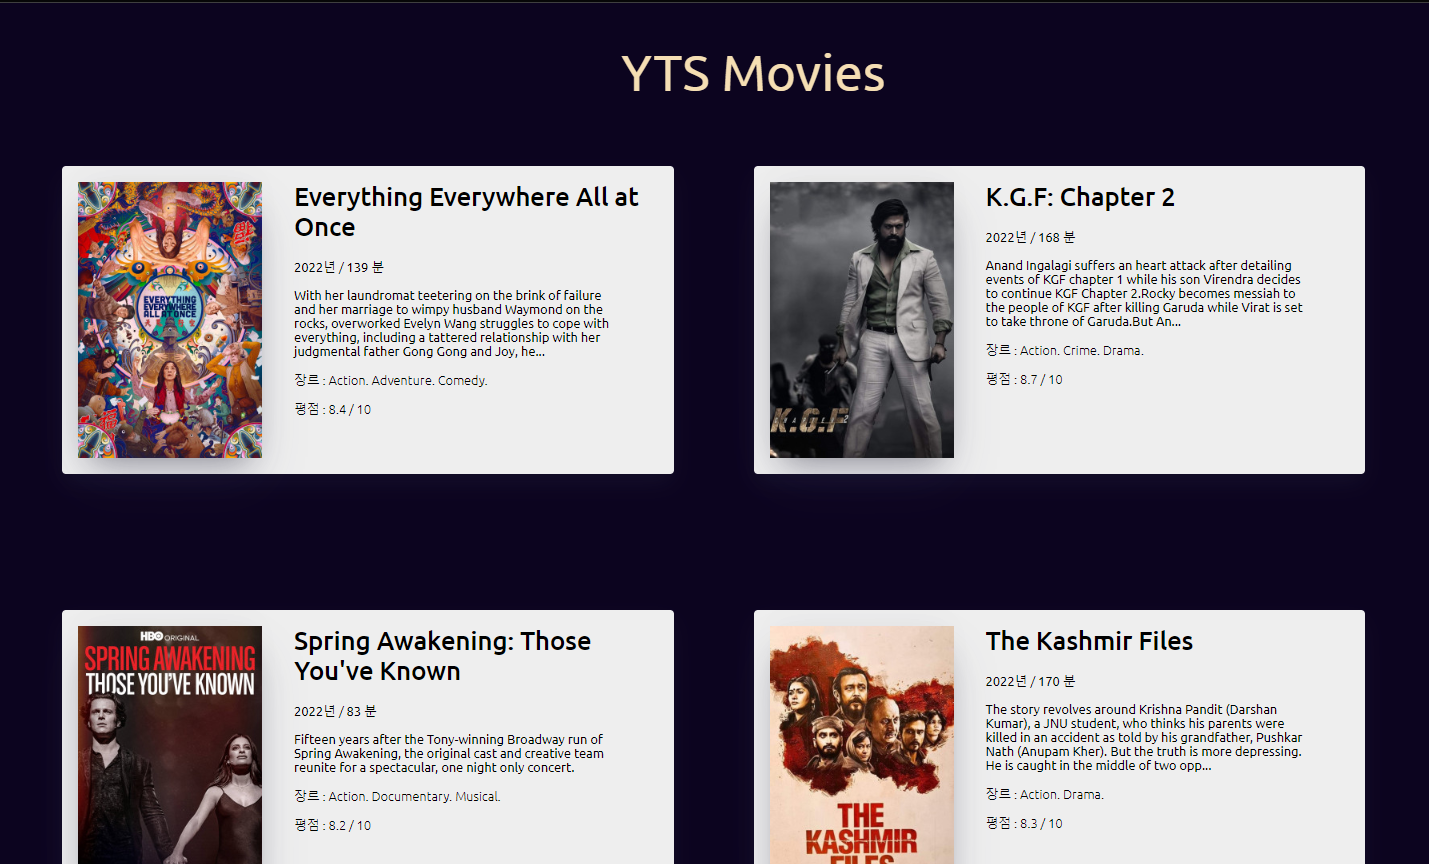 YTS Movies
EVERYTHING
EVERYWHERE
ALL AT ONCE
Everything Everywhere All at
Once
2022년 / 139 분
With her laundromat teetering on the brink of failure
and her marriage to wimpy husband Waymond on the
rocks, overworked Evelyn Wang struggles to cope with
everything, including a tattered relationship with her
judgmental father Gong Gong and Joy, he...
장르 : Action. Adventure. Comedy.
평점 : 8.4 / 10
K.G.F
K.G.F: Chapter 2
2022년 / 168 분
Anand Ingalagi suffers an heart attack after detailing
events of KGF chapter 1 while his son Virendra decides
to continue KGF Chapter 2.Rocky becomes messiah to
the people of KGF after killing Garuda while Virat is set
to take throne of Garuda.But An...
장르 : Action. Crime. Drama.
평점 : 8.7 / 10
HBO ORIGINAL
SPRING AWAKENING
THOSE YOU'VE KNOWN
Spring Awakening: Those
You've Known
2022년 / 83 분
Fifteen years after the Tony-winning Broadway run of
Spring Awakening, the original cast and creative team
reunite for a spectacular, one night only concert.
장르 : Action. Documentary. Musical.
평점 : 8.2 / 10
THE
KASHMIR
FILES
The Kashmir Files
2022년 / 170 분
The story revolves around Krishna Pandit (Darshan
Kumar), a JNU student, who thinks his parents were
killed in an accident as told by his grandfather, Pushkar
Nath (Anupam Kher). But the truth is more depressing.
He is caught in the middle of two opp...
장르 : Action. Drama.
평점 : 8.3 / 10